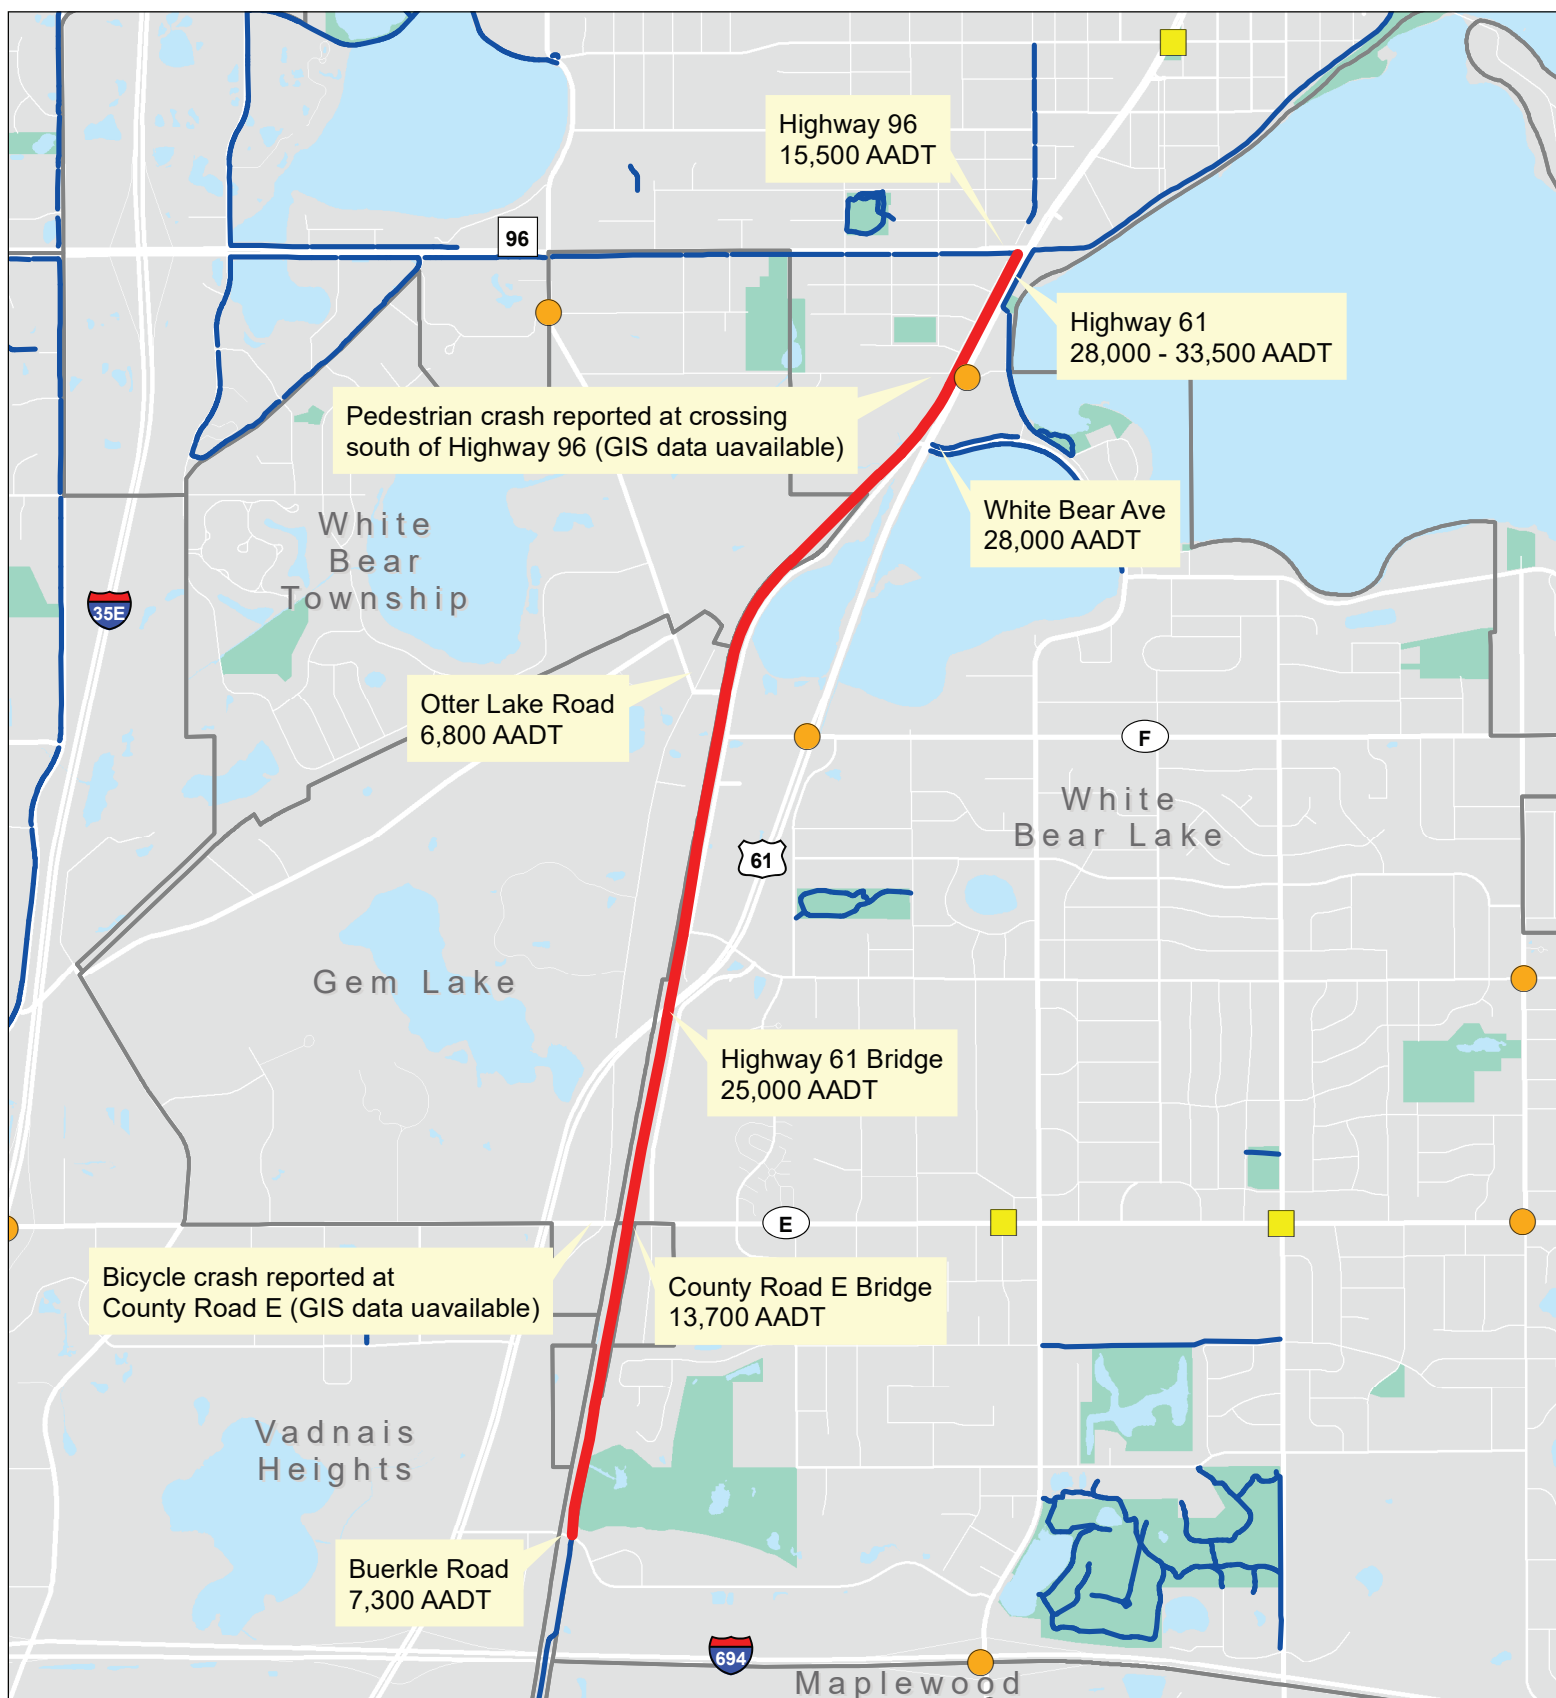 Highway 96
15,500 AADT
96
Highway 61
28,000 - 33,500 AADT
Pedestrian crash reported at crossing
south of Highway 96 (GIS data uavailable)
White Bear Ave
28,000 AADT
White
Bear
Township
35E
Otter Lake Road
6,800 AADT
F
White
Bear Lake
61
Gem Lake
Highway 61 Bridge
25,000 AADT
E
Bicycle crash reported at
County Road E (GIS data uavailable)
County Road E Bridge
13,700 AADT
Vadnais
Heights
Buerkle Road
7,300 AADT
694
Maplewood